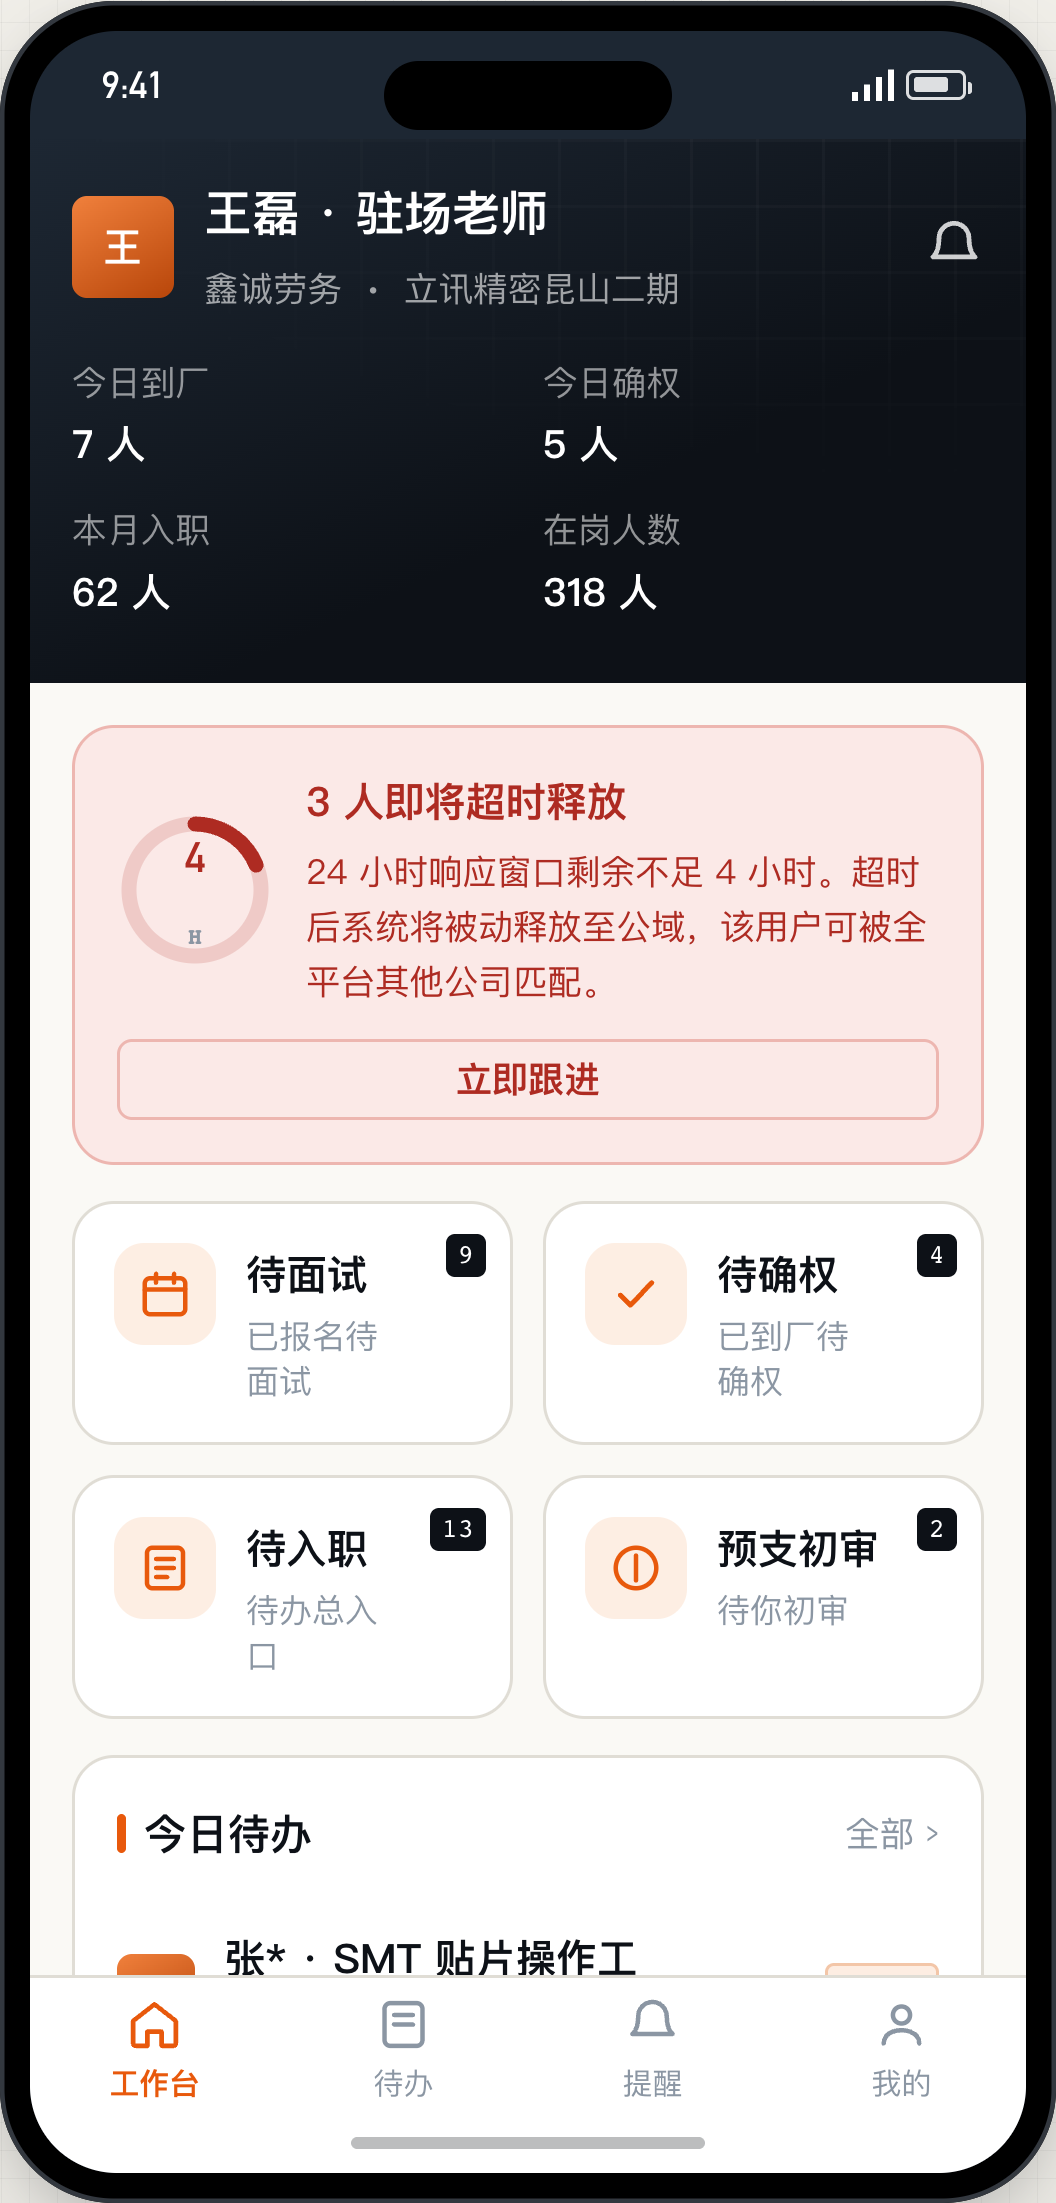 9:41
王
王磊 · 驻场老师
鑫诚劳务 · 立讯精密昆山二期
今日到厂
7 人
今日确权
5 人
本月入职
62 人
在岗人数
318 人
4
H
3 人即将超时释放
24 小时响应窗口剩余不足 4 小时。超时
后系统将被动释放至公域，该用户可被全
平台其他公司匹配。
立即跟进
待面试
9
已报名待
面试
待确权
4
已到厂待
确权
待入职
13
待办总入
口
预支初审
2
待你初审
今日待办
全部 >
张* · SMT 贴片操作工
工作台
待办
提醒
我的